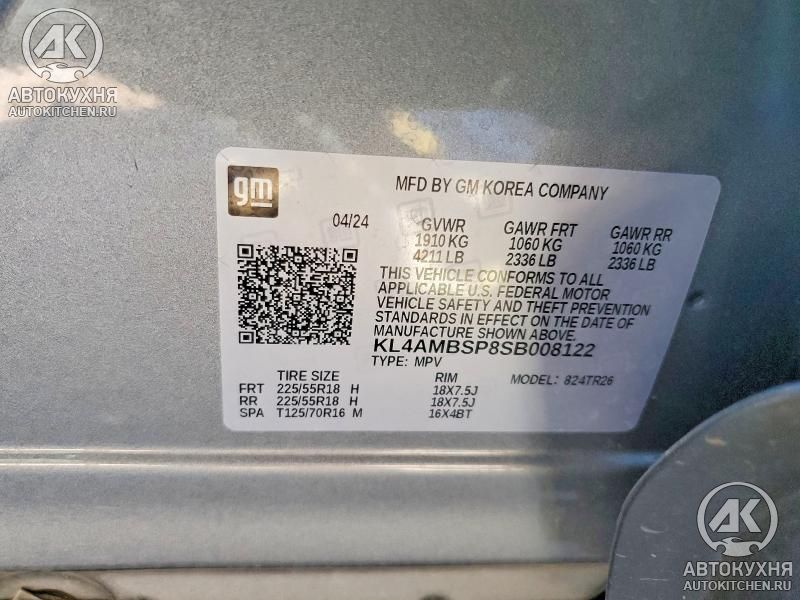 АК
АВТОКУХНЯ
AUTOKITCHEN.RU
gm
MFD BY GM KOREA COMPANY
04/24 GVWR GAWR FRT GAWR RR
1910 KG 1060 KG 1060 KG
4211 LB 2336 LB 2336 LB
THIS VEHICLE CONFORMS TO ALL
APPLICABLE U.S. FEDERAL MOTOR
VEHICLE SAFETY AND THEFT PREVENTION
STANDARDS IN EFFECT ON THE DATE OF
MANUFACTURE SHOWN ABOVE.
KL4AMBSP8SB008122
TYPE: MPV
TIRE SIZE RIM MODEL: 824TR26
FRT 225/55R18 H 18X7.5J
RR 225/55R18 H 18X7.5J
SPA T125/70R16 M 16X4BT
АК
АВТОКУХНЯ
AUTOKITCHEN.RU